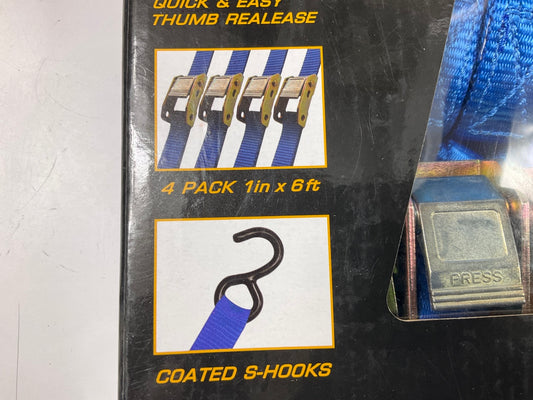 QUICK & EASY
THUMB REALEASE
4 PACK 1in x 6ft
PRESS
COATED S-HOOKS